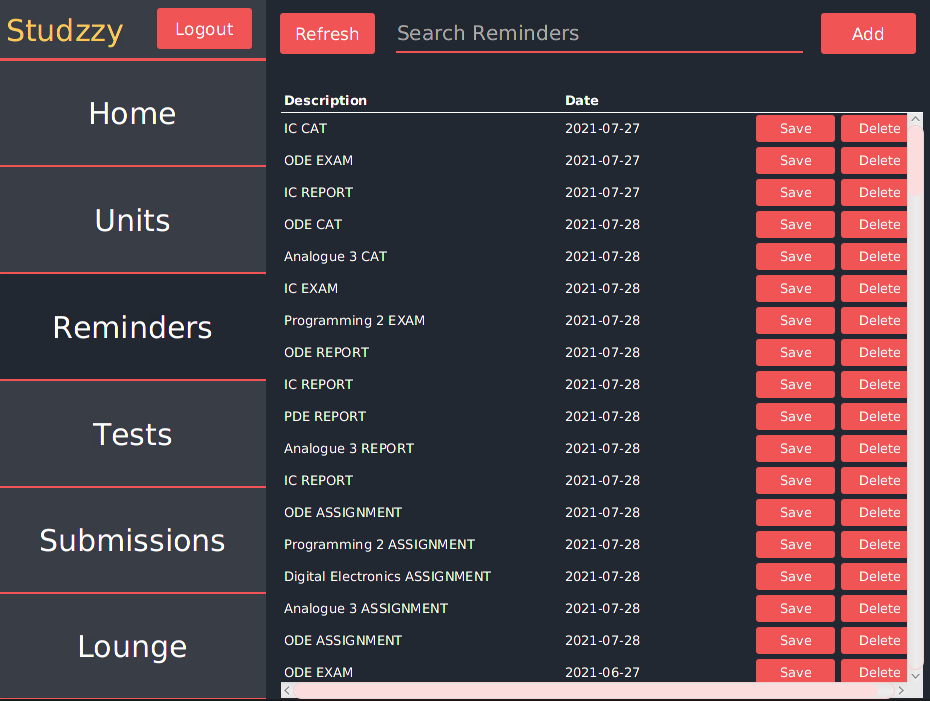 Studzzy Logout Refresh Search Reminders Add
Home
Units
Reminders
Tests
Submissions
Lounge
Description Date
IC CAT 2021-07-27 Save Delete
ODE EXAM 2021-07-27 Save Delete
IC REPORT 2021-07-27 Save Delete
ODE CAT 2021-07-28 Save Delete
Analogue 3 CAT 2021-07-28 Save Delete
IC EXAM 2021-07-28 Save Delete
Programming 2 EXAM 2021-07-28 Save Delete
ODE REPORT 2021-07-28 Save Delete
IC REPORT 2021-07-28 Save Delete
PDE REPORT 2021-07-28 Save Delete
Analogue 3 REPORT 2021-07-28 Save Delete
IC REPORT 2021-07-28 Save Delete
ODE ASSIGNMENT 2021-07-28 Save Delete
Programming 2 ASSIGNMENT 2021-07-28 Save Delete
Digital Electronics ASSIGNMENT 2021-07-28 Save Delete
Analogue 3 ASSIGNMENT 2021-07-28 Save Delete
ODE ASSIGNMENT 2021-07-28 Save Delete
ODE EXAM 2021-06-27 Save Delete